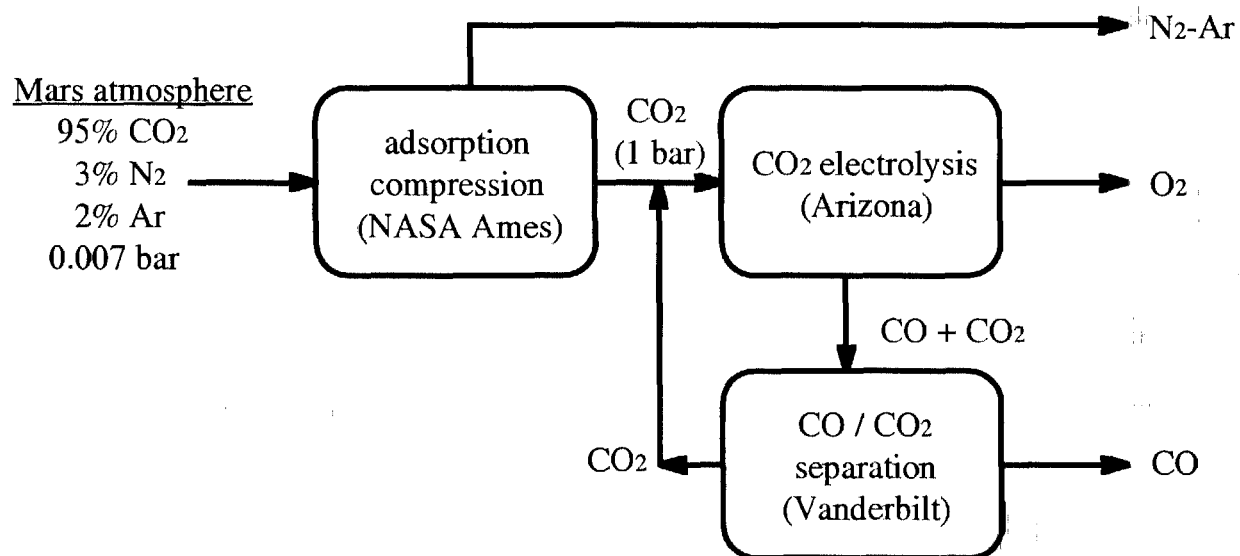 N2-Ar
Mars atmosphere
95% CO2
3% N2
2% Ar
0.007 bar
adsorption
compression
(NASA Ames)
CO2
(1 bar)
CO2 electrolysis
(Arizona)
O2
CO + CO2
CO2
CO / CO2
separation
(Vanderbilt)
CO